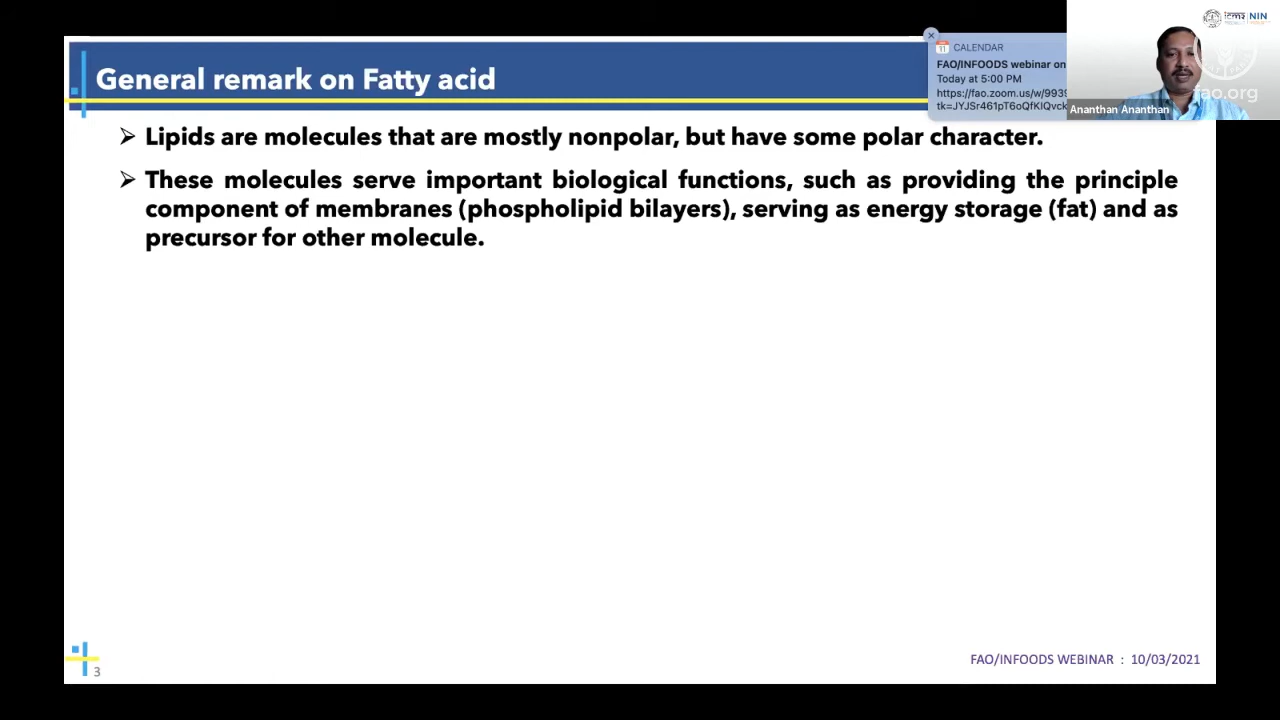 General remark on Fatty acid
CALENDAR
FAO/INFOODS webinar on
Today at 5:00 PM
https://fao.zoom.us/w/9939
tk=JYJSr461pT6oQfKIQvck
icmr NIN
fao.org
Ananthan Ananthan
➢ Lipids are molecules that are mostly nonpolar, but have some polar character.
➢ These molecules serve important biological functions, such as providing the principle
component of membranes (phospholipid bilayers), serving as energy storage (fat) and as
precursor for other molecule.
3
FAO/INFOODS WEBINAR : 10/03/2021